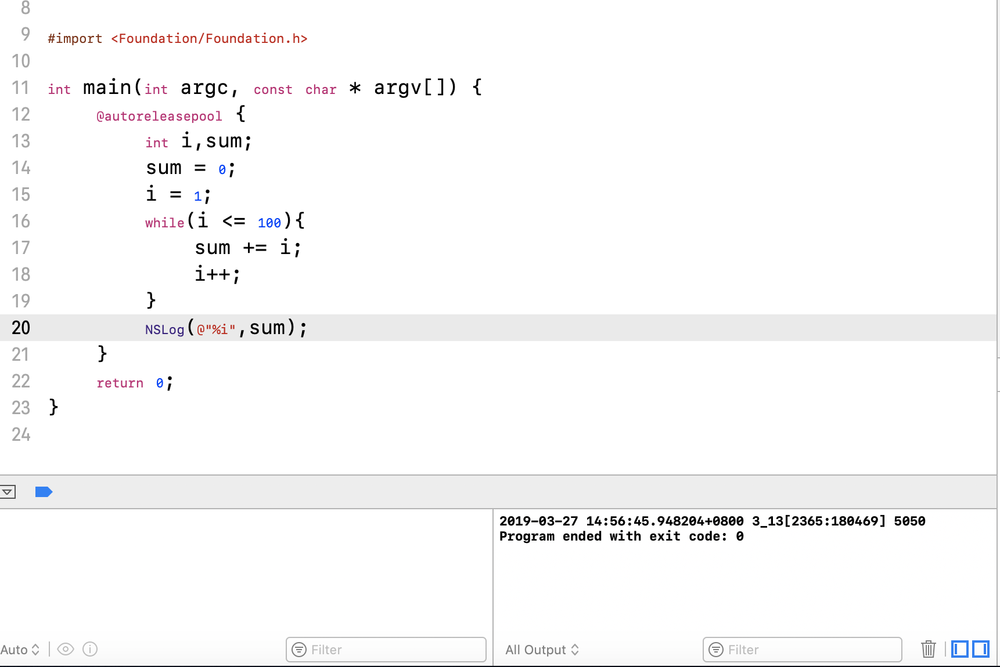 8
9 #import <Foundation/Foundation.h>
10
11 int main(int argc, const char * argv[]) {
12 @autoreleasepool {
13 int i,sum;
14 sum = 0;
15 i = 1;
16 while(i <= 100){
17 sum += i;
18 i++;
19 }
20 NSLog(@"%i",sum);
21 }
22 return 0;
23 }
24
2019-03-27 14:56:45.948204+0800 3_13[2365:180469] 5050
Program ended with exit code: 0
Auto Filter All Output Filter